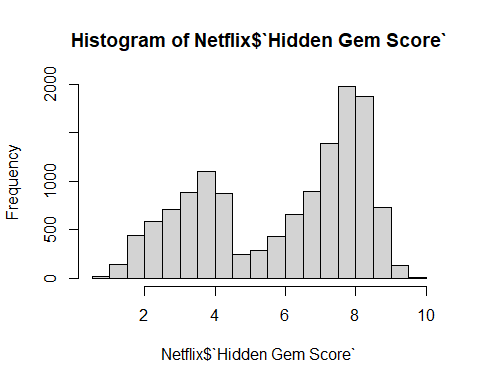 Histogram of Netflix$`Hidden Gem Score`
Frequency
2000
1000
500
0
2 4 6 8 10
Netflix$`Hidden Gem Score`